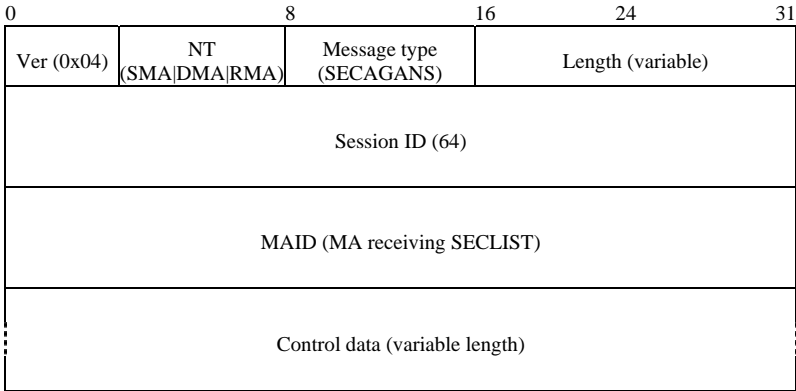 0 8 16 24 31
Ver (0x04)
NT
(SMA|DMA|RMA)
Message type
(SECAGANS)
Length (variable)
Session ID (64)
MAID (MA receiving SECLIST)
Control data (variable length)